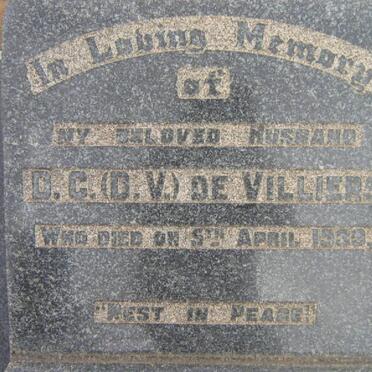 In Loving Memory
of
MY BELOVED HUSBAND
D. C. (D. V.) DE VILLIERS
WHO DIED ON 5TH APRIL
"REST IN PEACE"